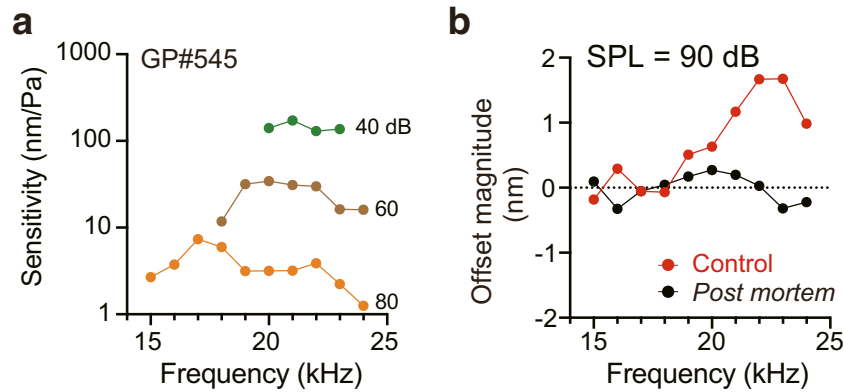 a
GP#545
Sensitivity (nm/Pa)
1000
100
10
1
40 dB
60
80
15
20
25
Frequency (kHz)
b
SPL = 90 dB
Offset magnitude
(nm)
2
1
0
-1
-2
Control
Post mortem
15
20
25
Frequency (kHz)